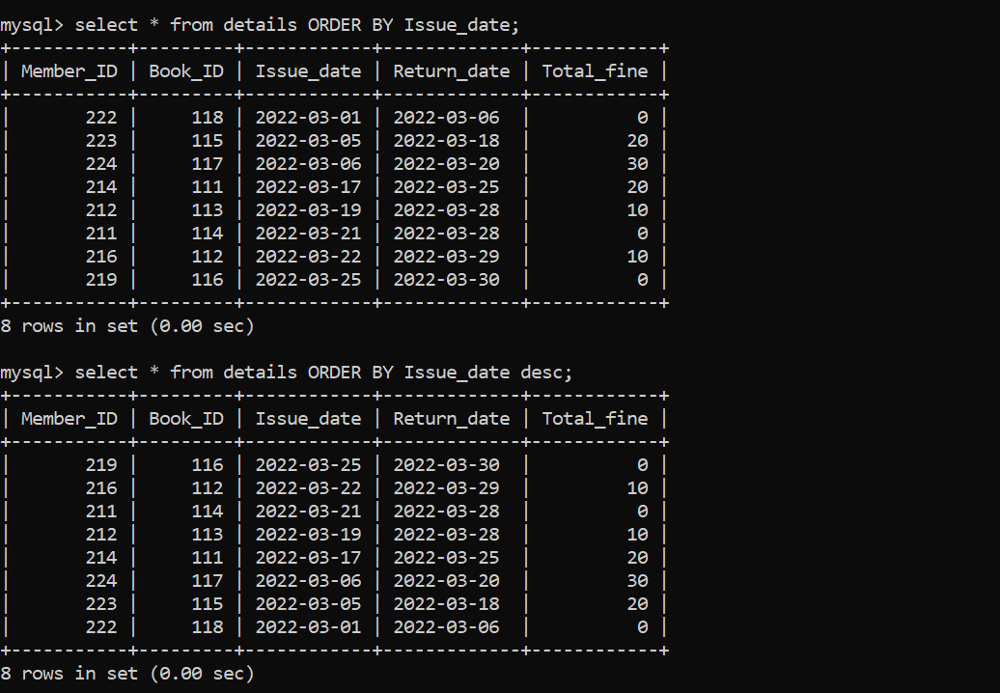 mysql> select * from details ORDER BY Issue_date;
+-----------+---------+------------+-------------+------------+
| Member_ID | Book_ID | Issue_date | Return_date | Total_fine |
+-----------+---------+------------+-------------+------------+
|       222 |     118 | 2022-03-01 | 2022-03-06  |          0 |
|       223 |     115 | 2022-03-05 | 2022-03-18  |         20 |
|       224 |     117 | 2022-03-06 | 2022-03-20  |         30 |
|       214 |     111 | 2022-03-17 | 2022-03-25  |         20 |
|       212 |     113 | 2022-03-19 | 2022-03-28  |         10 |
|       211 |     114 | 2022-03-21 | 2022-03-28  |          0 |
|       216 |     112 | 2022-03-22 | 2022-03-29  |         10 |
|       219 |     116 | 2022-03-25 | 2022-03-30  |          0 |
+-----------+---------+------------+-------------+------------+
8 rows in set (0.00 sec)
mysql> select * from details ORDER BY Issue_date desc;
+-----------+---------+------------+-------------+------------+
| Member_ID | Book_ID | Issue_date | Return_date | Total_fine |
+-----------+---------+------------+-------------+------------+
|       219 |     116 | 2022-03-25 | 2022-03-30  |          0 |
|       216 |     112 | 2022-03-22 | 2022-03-29  |         10 |
|       211 |     114 | 2022-03-21 | 2022-03-28  |          0 |
|       212 |     113 | 2022-03-19 | 2022-03-28  |         10 |
|       214 |     111 | 2022-03-17 | 2022-03-25  |         20 |
|       224 |     117 | 2022-03-06 | 2022-03-20  |         30 |
|       223 |     115 | 2022-03-05 | 2022-03-18  |         20 |
|       222 |     118 | 2022-03-01 | 2022-03-06  |          0 |
+-----------+---------+------------+-------------+------------+
8 rows in set (0.00 sec)